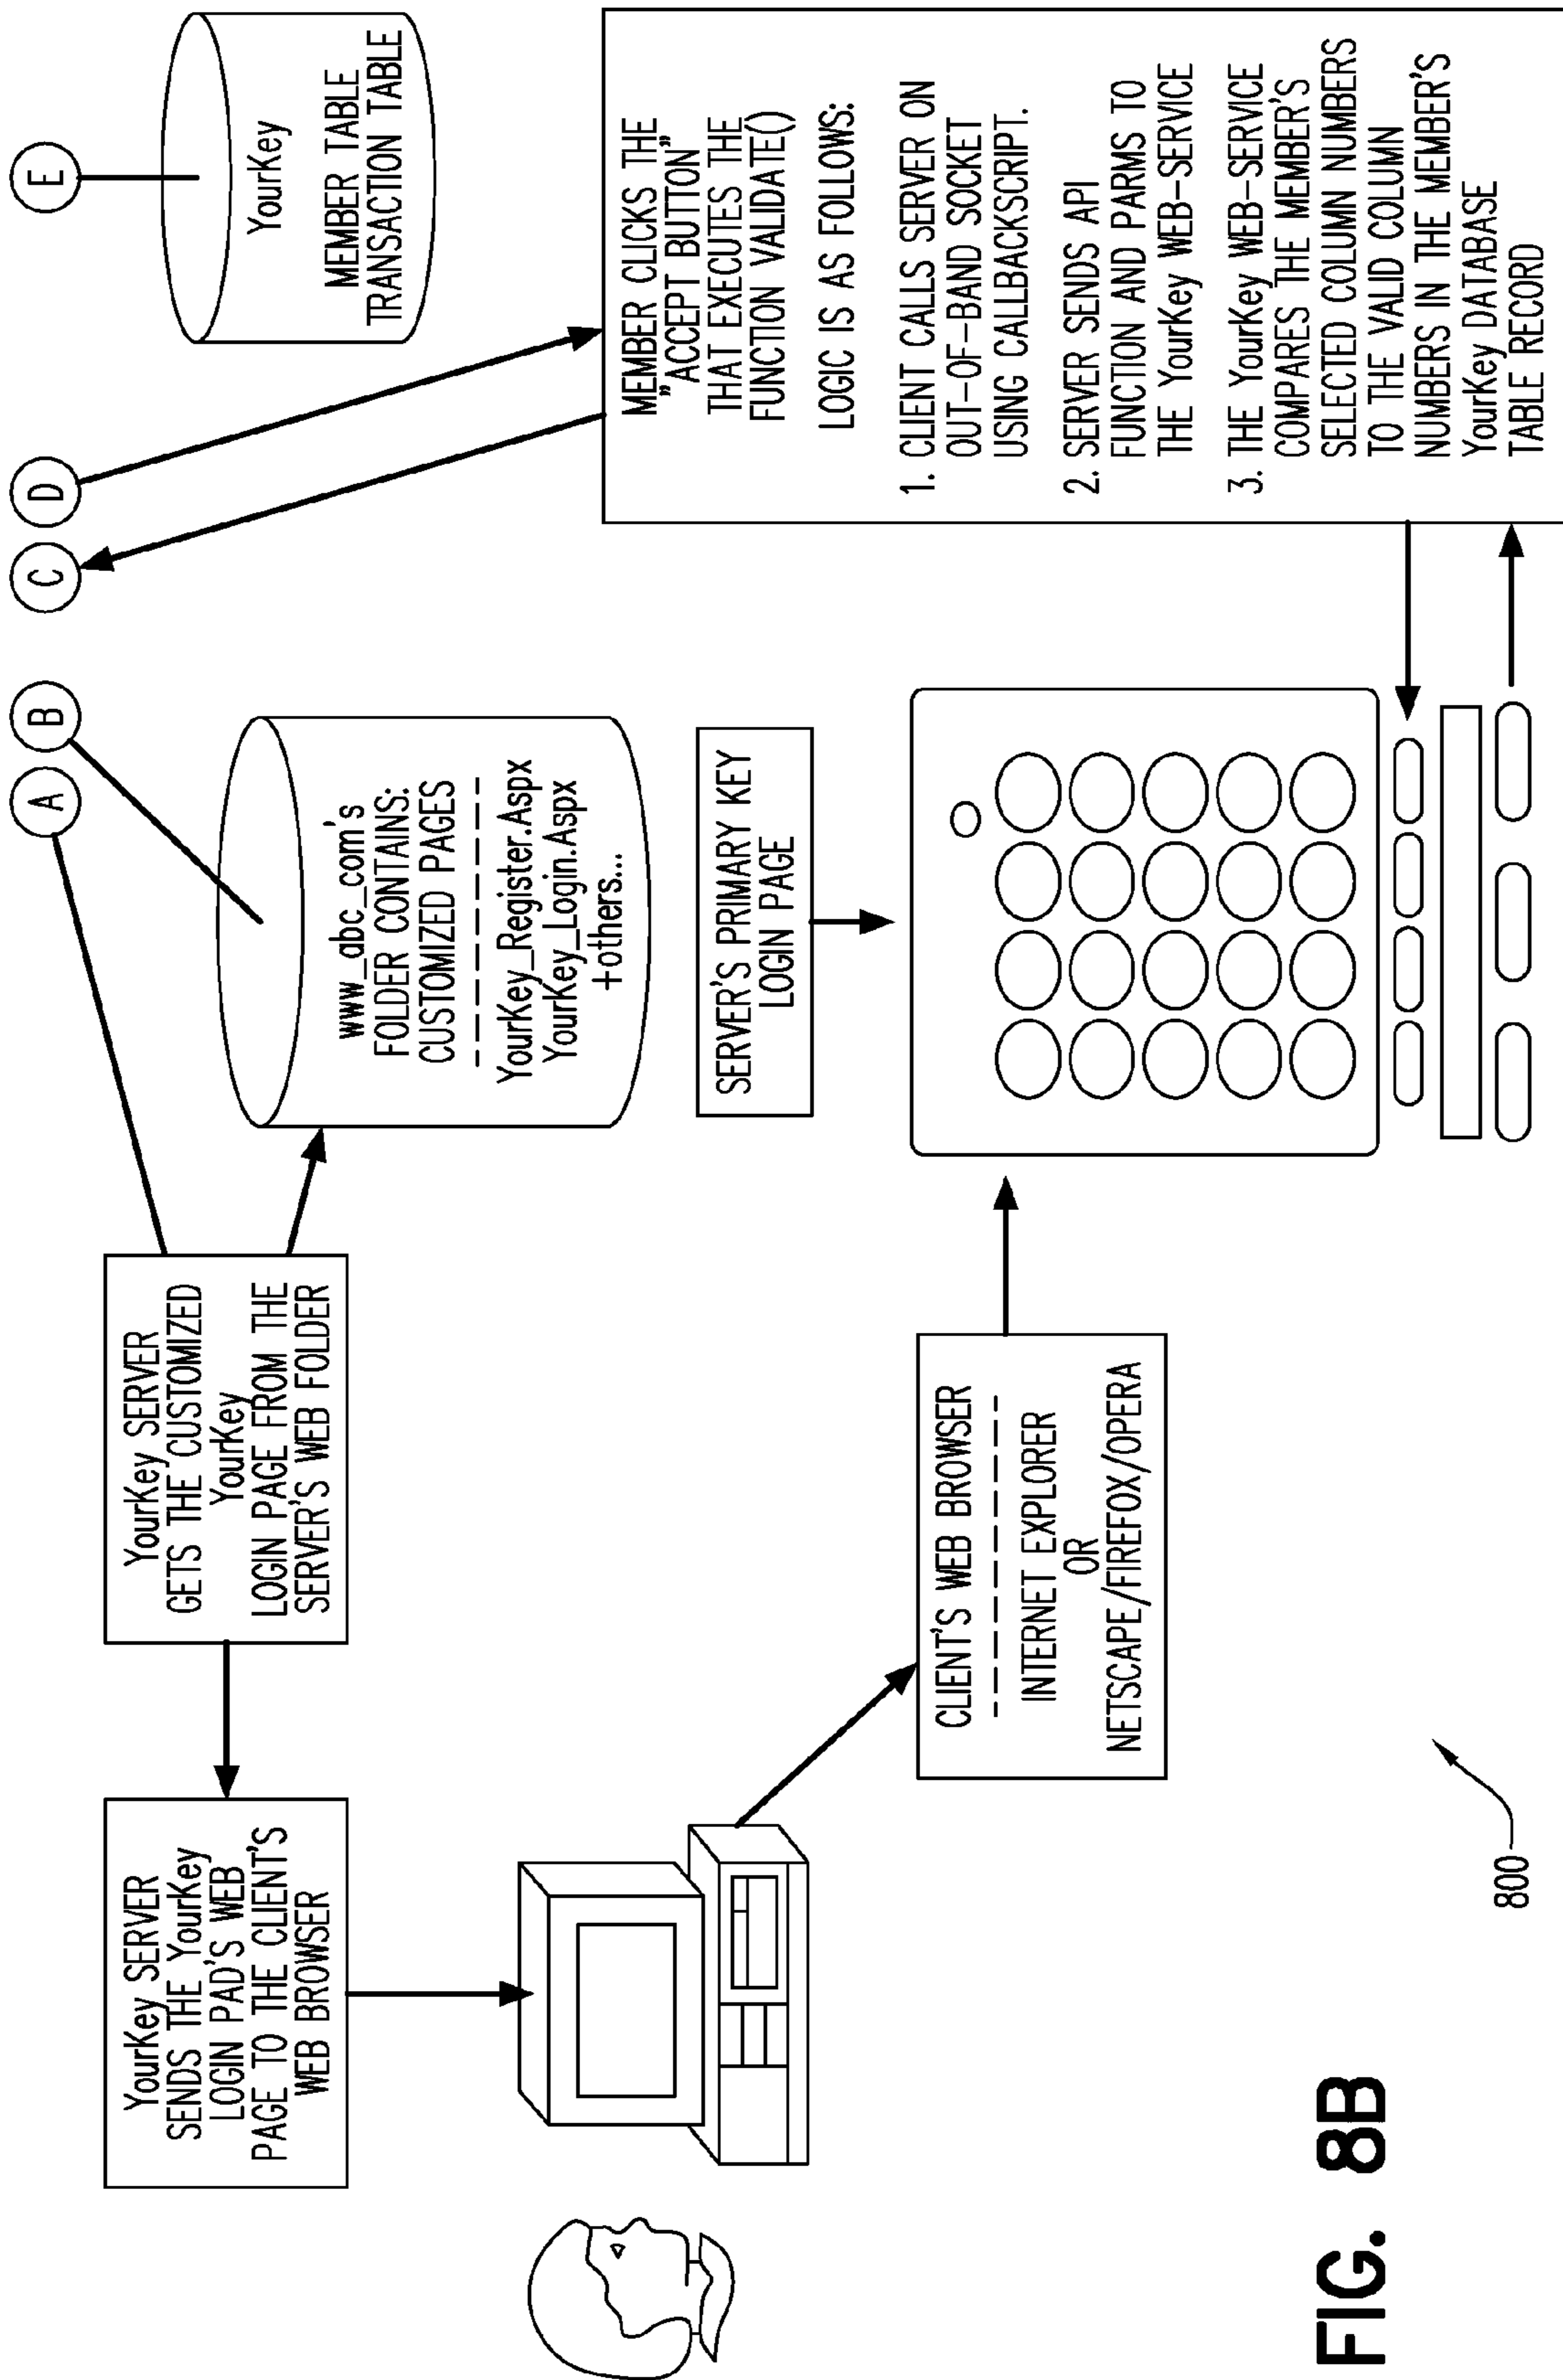 A
B
C
D
E
YourKey SERVER
SENDS THE YourKey
LOGIN PAD'S WEB
PAGE TO THE CLIENT'S
WEB BROWSER
YourKey SERVER
GETS THE CUSTOMIZED
YourKey
LOGIN PAGE FROM THE
SERVER'S WEB FOLDER
www_abc_com's
FOLDER CONTAINS:
CUSTOMIZED PAGES
YourKey_Register.Aspx
YourKey_Login.Aspx
+others...
YourKey
MEMBER TABLE
TRANSACTION TABLE
SERVER'S PRIMARY KEY
LOGIN PAGE
CLIENT'S WEB BROWSER
INTERNET EXPLORER
OR
NETSCAPE/FIREFOX/OPERA
MEMBER CLICKS THE
"ACCEPT BUTTON"
THAT EXECUTES THE
FUNCTION VALIDATE()
LOGIC IS AS FOLLOWS:
1. CLIENT CALLS SERVER ON
OUT-OF-BAND SOCKET
USING CALLBACKSCRIPT.
2. SERVER SENDS API
FUNCTION AND PARMS TO
THE YourKey WEB-SERVICE
3. THE YourKey WEB-SERVICE
COMPARES THE MEMBER'S
SELECTED COLUMN NUMBERS
TO THE VALID COLUMN
NUMBERS IN THE MEMBER'S
YourKey DATABASE
TABLE RECORD
800
FIG. 8B